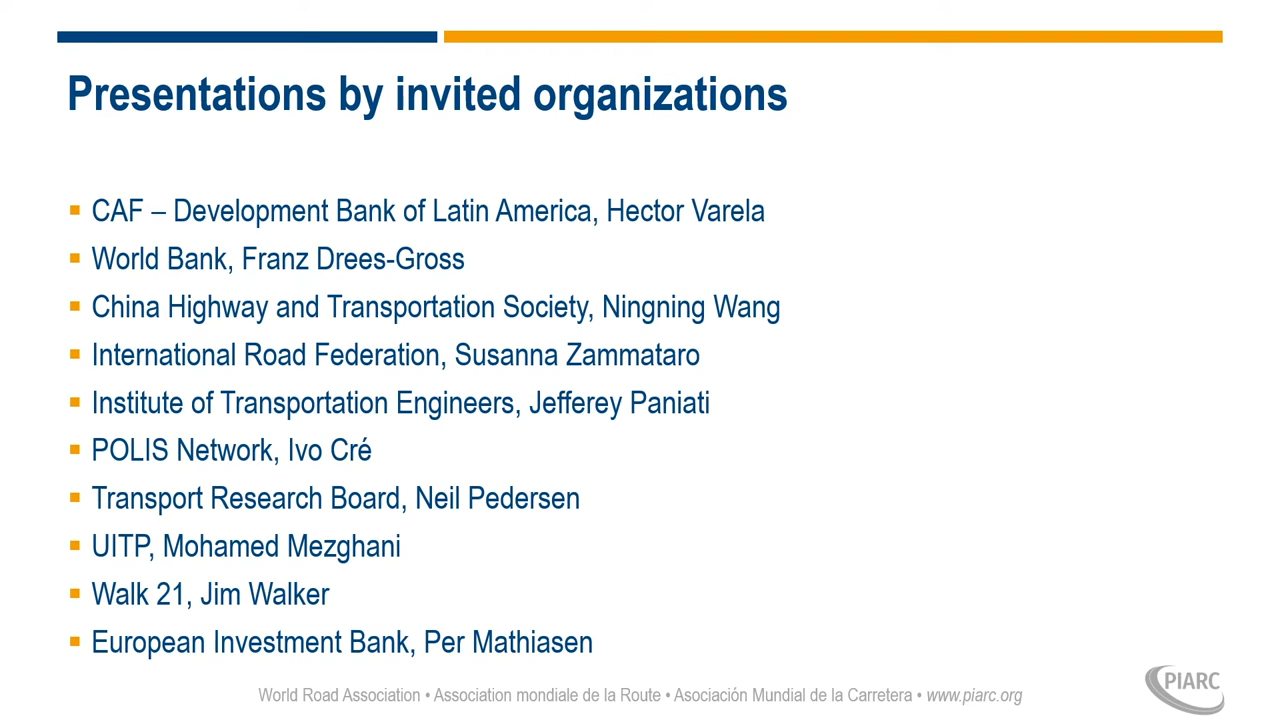 Presentations by invited organizations
CAF – Development Bank of Latin America, Hector Varela
World Bank, Franz Drees-Gross
China Highway and Transportation Society, Ningning Wang
International Road Federation, Susanna Zammataro
Institute of Transportation Engineers, Jefferey Paniati
POLIS Network, Ivo Cré
Transport Research Board, Neil Pedersen
UITP, Mohamed Mezghani
Walk 21, Jim Walker
European Investment Bank, Per Mathiasen
World Road Association • Association mondiale de la Route • Asociación Mundial de la Carretera • www.piarc.org
PIARC